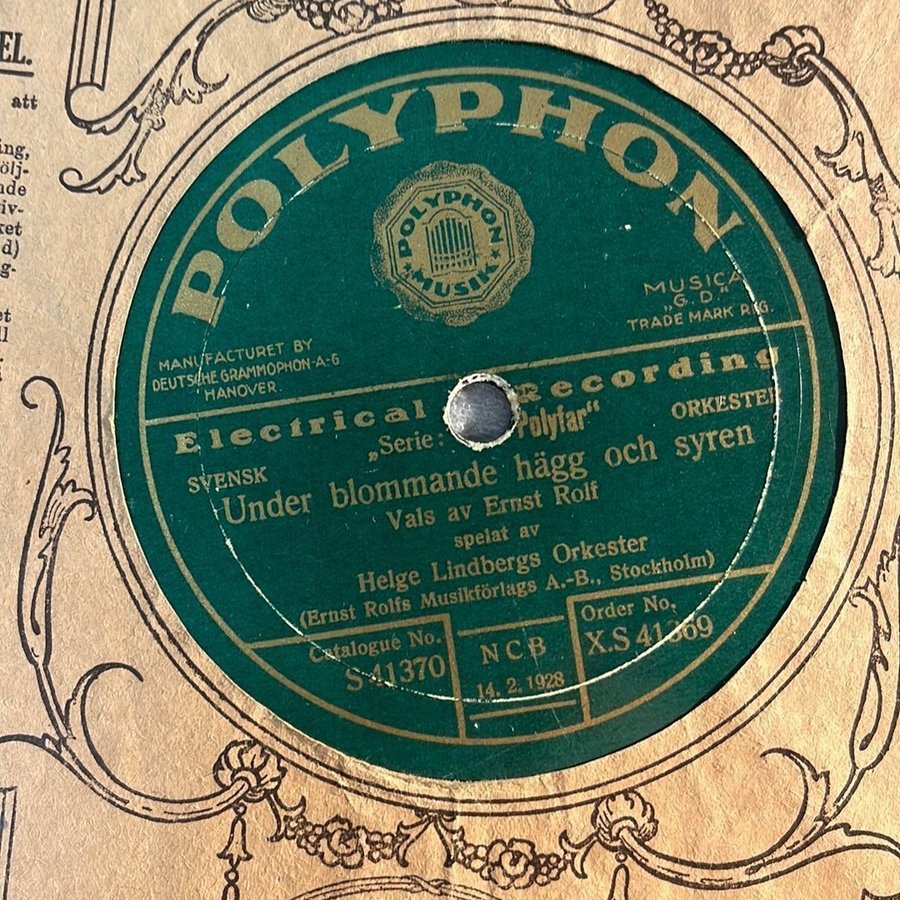 EL.
att
POLYPHON
POLYPHON
MUSIK
MUSICA
„G.D."
TRADE MARK REG.
MANUFACTURET BY
DEUTSCHE GRAMMOPHON-A-G
HANOVER.
Electrical Recording
„Serie: Polyfar"
SVENSK
ORKESTER
Under blommande hägg och syren
Vals av Ernst Rolf
spelat av
Helge Lindbergs Orkester
(Ernst Rolfs Musikförlags A.-B., Stockholm)
Catalogue No.
S 41370
NCB
14. 2. 1928
Order No.
X.S 41369